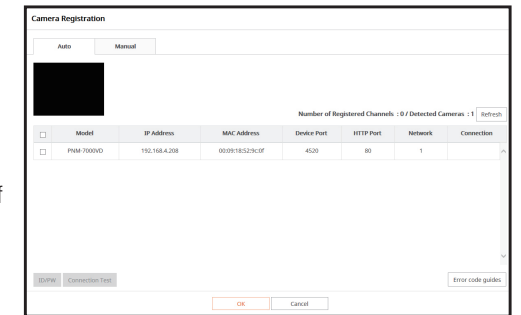 Camera Registration
Auto Manual
Number of Registered Channels : 0 / Detected Cameras : 1 Refresh
Model IP Address MAC Address Device Port HTTP Port Network Connection
PNM-7000VD 192.168.4.208 00:09:18:52:9c:0f 4520 80 1
f
ID/PW Connection Test Error code guides
OK Cancel